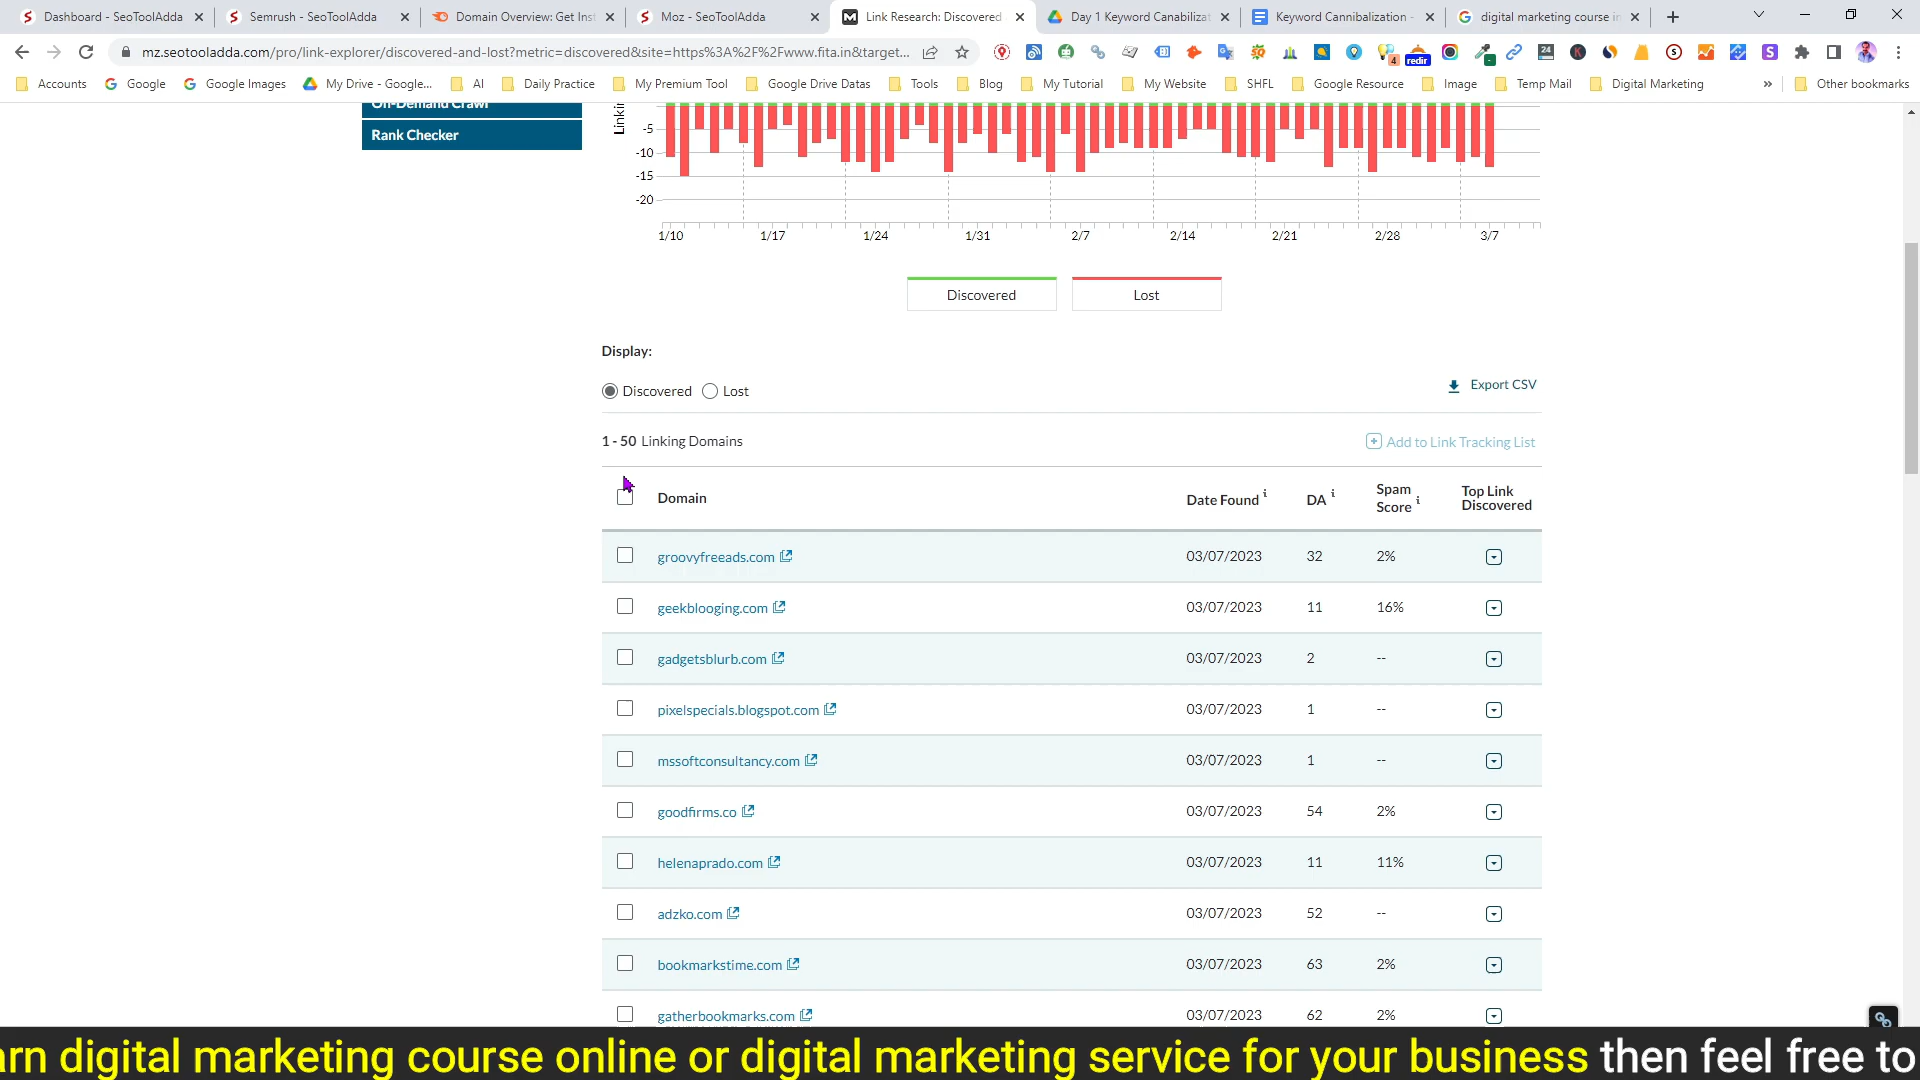 Dashboard - SeoToolAdda
Semrush - SeoToolAdda
Domain Overview: Get Inst
Moz - SeoToolAdda
Link Research: Discovered
Day 1 Keyword Canabilizat
Keyword Cannibalization -
digital marketing course in
mz.seotooladda.com/pro/link-explorer/discovered-and-lost?metric=discovered&site=https%3A%2F%2Fwww.fita.in&target...
Accounts
Google
Google Images
My Drive - Google...
AI
Daily Practice
My Premium Tool
Google Drive Datas
Tools
Blog
My Tutorial
My Website
SHFL
Google Resource
Image
Temp Mail
Digital Marketing
Other bookmarks
4
redir
24
On-Demand Crawl
Rank Checker
Linkin
-5
-10
-15
-20
1/10 1/17 1/24 1/31 2/7 2/14 2/21 2/28 3/7
Discovered Lost
Display:
Discovered Lost
Export CSV
1 - 50 Linking Domains
Add to Link Tracking List
Domain Date Found i DA i Spam Score i Top Link Discovered
groovyfreeads.com 03/07/2023 32 2%
geekblooging.com 03/07/2023 11 16%
gadgetsblurb.com 03/07/2023 2 --
pixelspecials.blogspot.com 03/07/2023 1 --
mssoftconsultancy.com 03/07/2023 1 --
goodfirms.co 03/07/2023 54 2%
helenaprado.com 03/07/2023 11 11%
adzko.com 03/07/2023 52 --
bookmarkstime.com 03/07/2023 63 2%
gatherbookmarks.com 03/07/2023 62 2%
arn digital marketing course online or digital marketing service for your business then feel free to